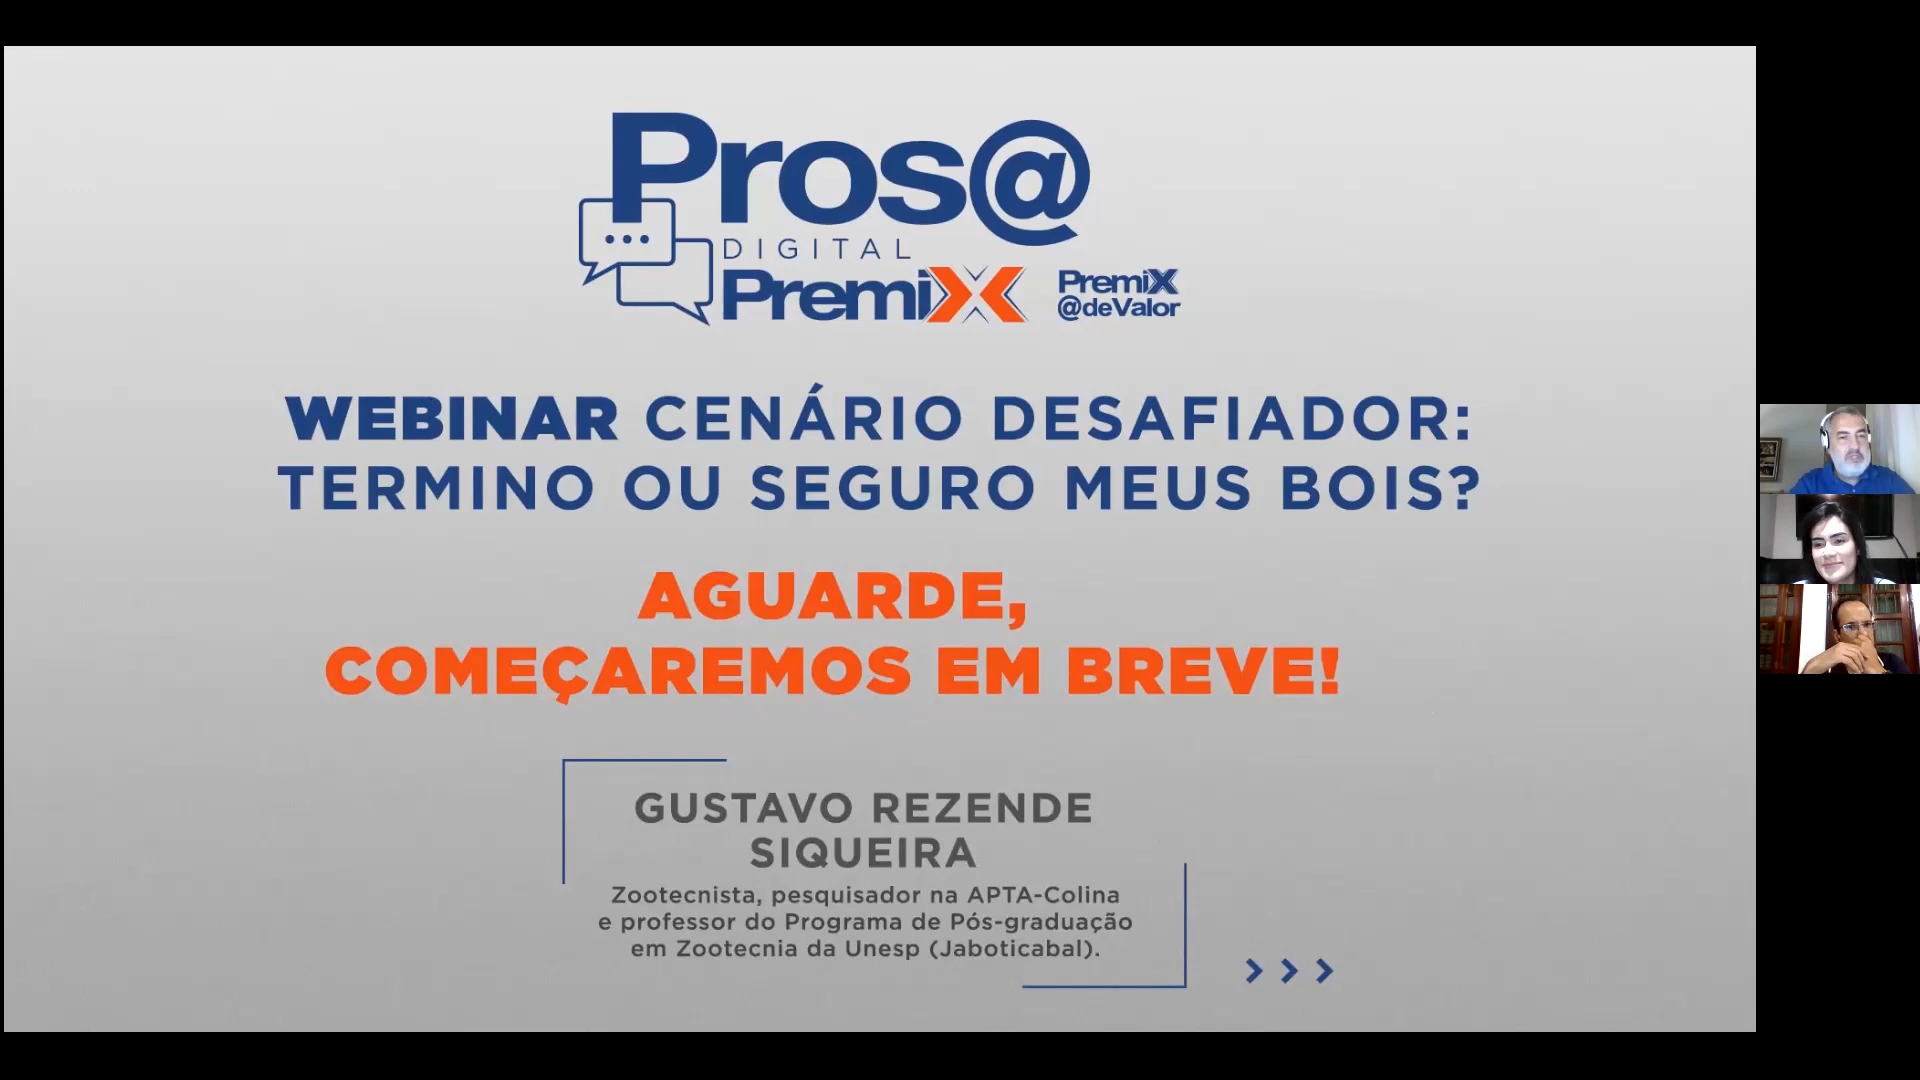 Pros@
DIGITAL
PremiX
PremiX
@deValor
WEBINAR CENÁRIO DESAFIADOR:
TERMINO OU SEGURO MEUS BOIS?
AGUARDE,
COMEÇAREMOS EM BREVE!
GUSTAVO REZENDE
SIQUEIRA
Zootecnista, pesquisador na APTA-Colina
e professor do Programa de Pós-graduação
em Zootecnia da Unesp (Jaboticabal).